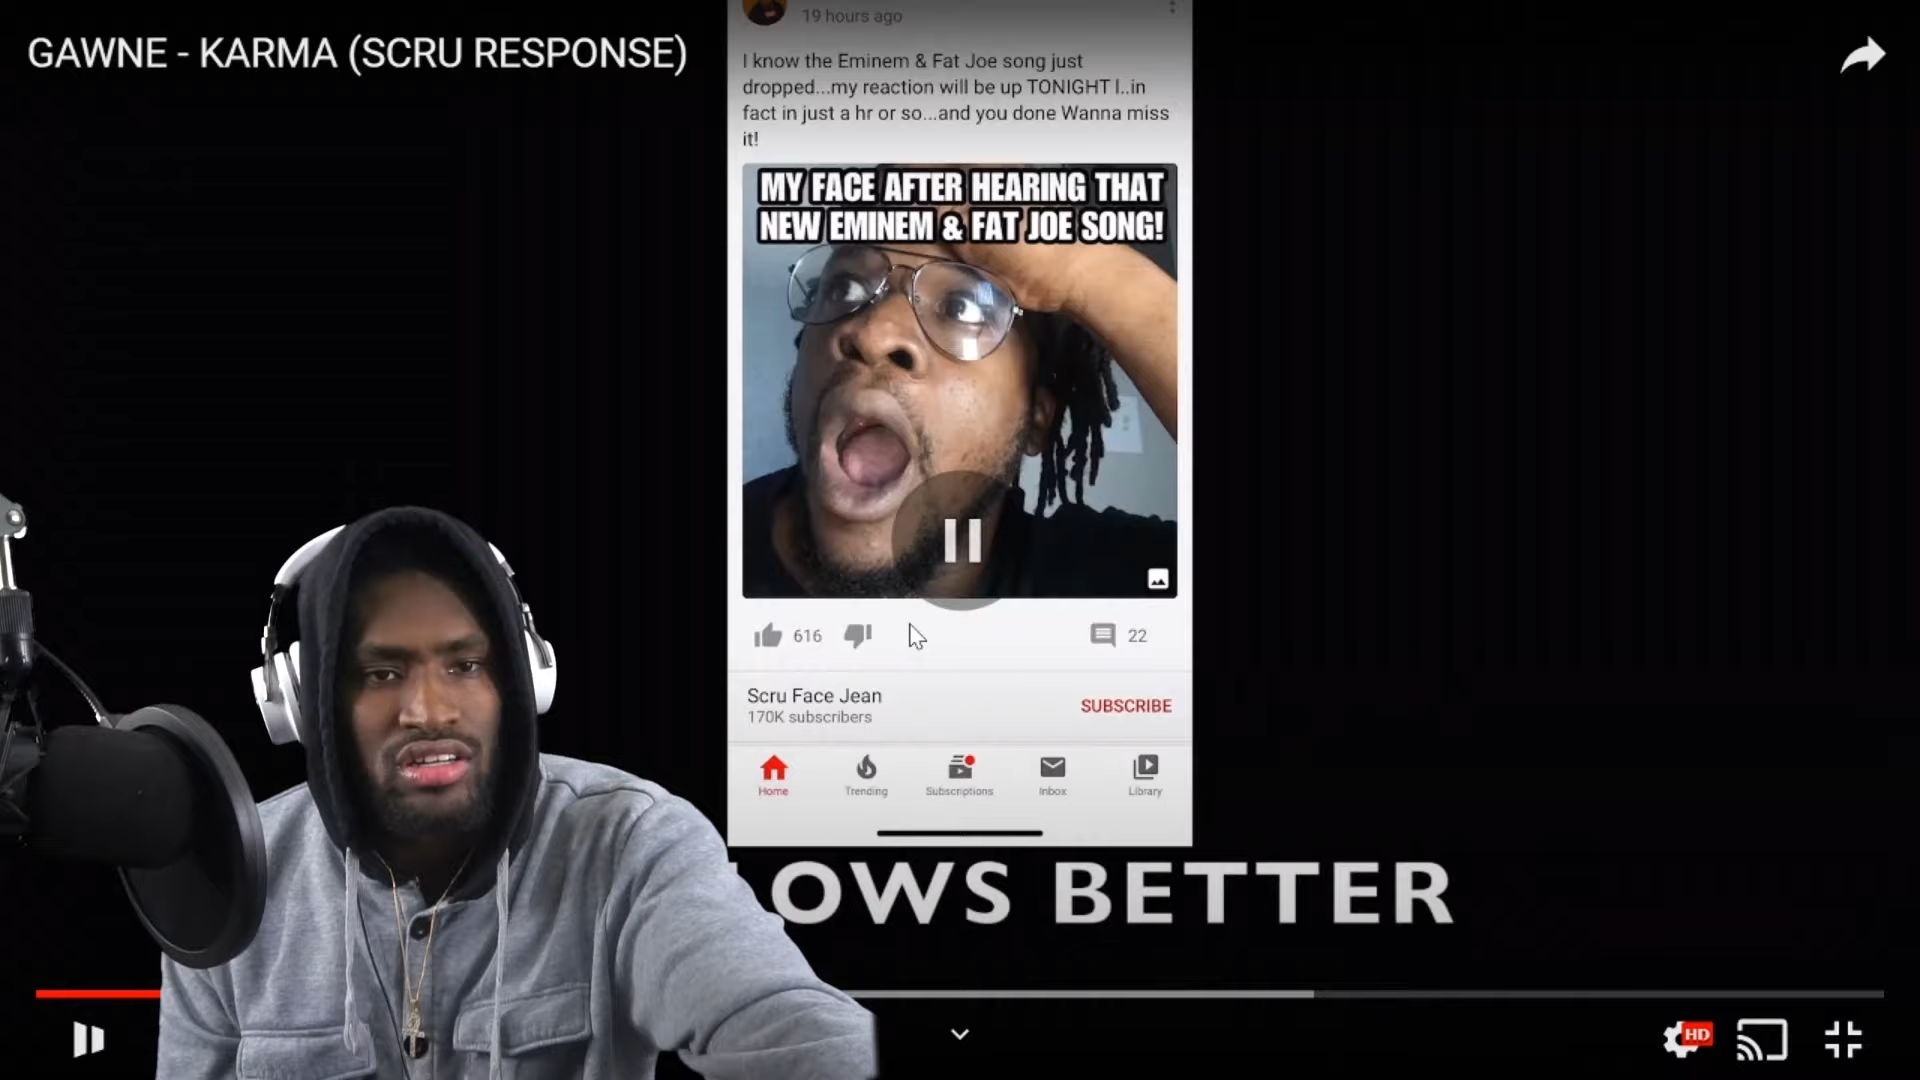 GAWNE - KARMA (SCRU RESPONSE)
19 hours ago
I know the Eminem & Fat Joe song just
dropped...my reaction will be up TONIGHT I..in
fact in just a hr or so...and you done Wanna miss
it!
MY FACE AFTER HEARING THAT
NEW EMINEM & FAT JOE SONG!
616
22
Scru Face Jean
170K subscribers
SUBSCRIBE
Home
Trending
Subscriptions
Inbox
Library
OWS BETTER
HD